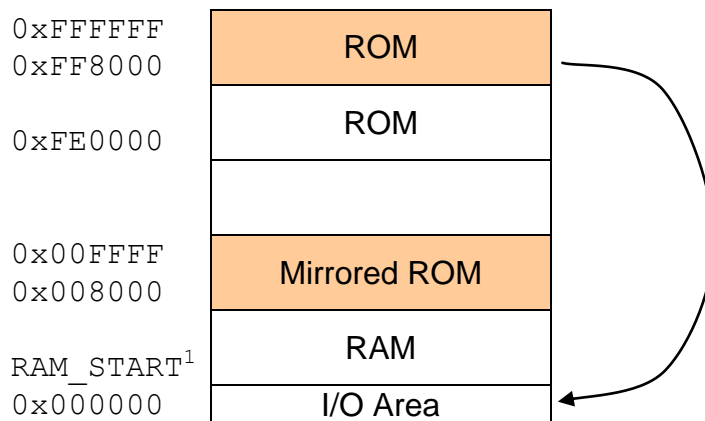 0xFFFFFF
ROM
0xFF8000
ROM
0xFE0000
0x00FFFF
Mirrored ROM
0x008000
RAM
RAM_START¹
0x000000
I/O Area